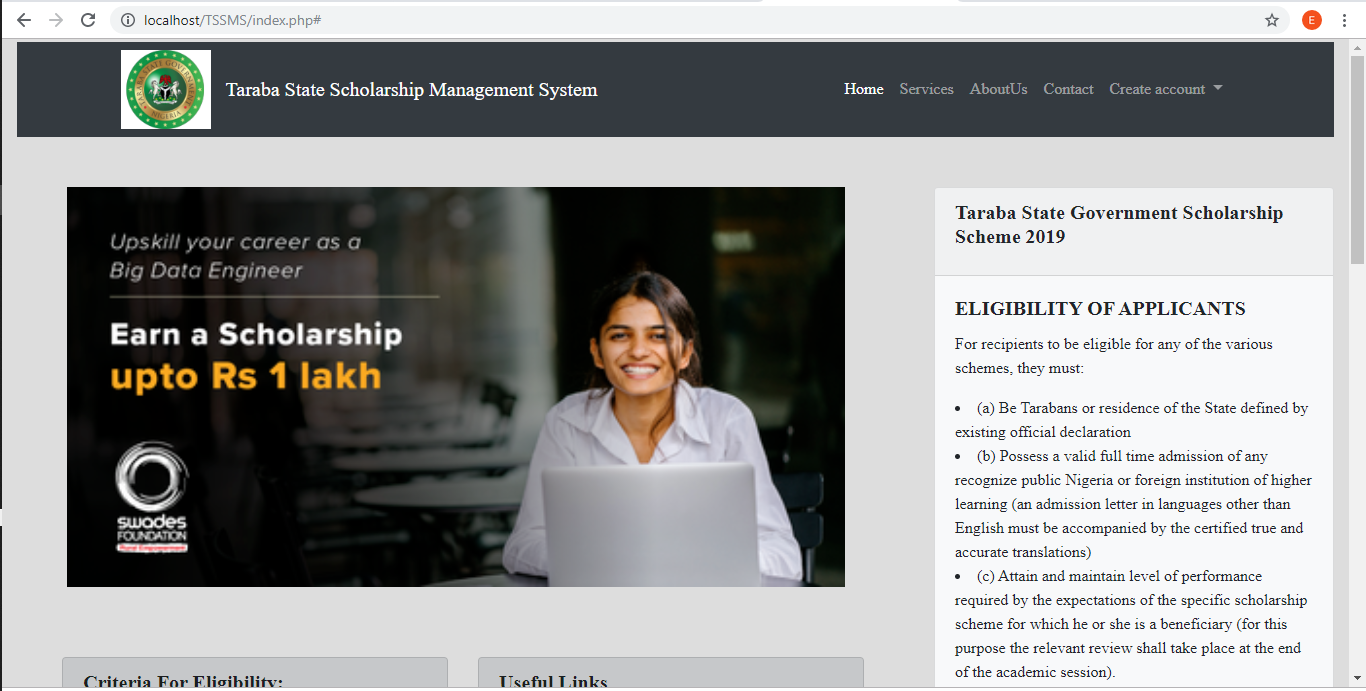 localhost/TSSMS/index.php#
E
TARABA STATE GOVERNMENT
NIGERIA
Taraba State Scholarship Management System
Home
Services
AboutUs
Contact
Create account
Upskill your career as a
Big Data Engineer
Earn a Scholarship
upto Rs 1 lakh
swades
FOUNDATION
Rural Empowerment
Taraba State Government Scholarship
Scheme 2019
ELIGIBILITY OF APPLICANTS
For recipients to be eligible for any of the various
schemes, they must:
• (a) Be Tarabans or residence of the State defined by
existing official declaration
• (b) Possess a valid full time admission of any
recognize public Nigeria or foreign institution of higher
learning (an admission letter in languages other than
English must be accompanied by the certified true and
accurate translations)
• (c) Attain and maintain level of performance
required by the expectations of the specific scholarship
scheme for which he or she is a beneficiary (for this
purpose the relevant review shall take place at the end
of the academic session).
Criteria For Eligibility:
Useful Links